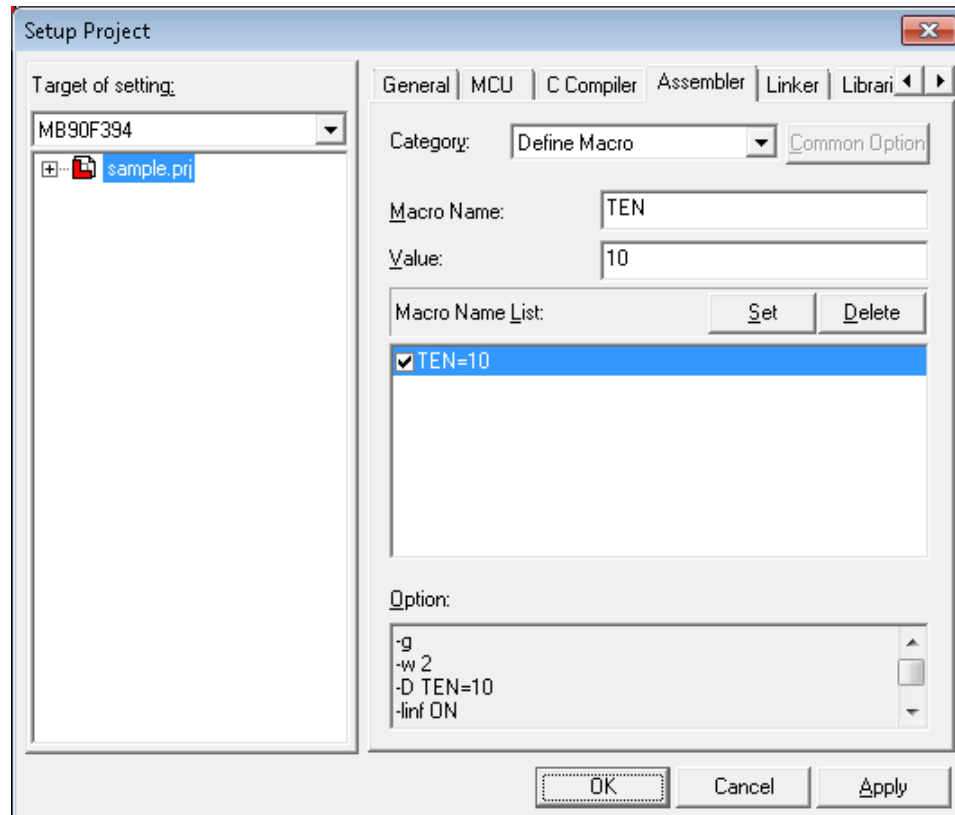 Setup Project
Target of setting:
MB90F394
sample.prj
General MCU C Compiler Assembler Linker Librari
Category: Define Macro Common Option
Macro Name: TEN
Value: 10
Macro Name List: Set Delete
TEN=10
Option:
-g
-w 2
-D TEN=10
-linf ON
OK Cancel Apply